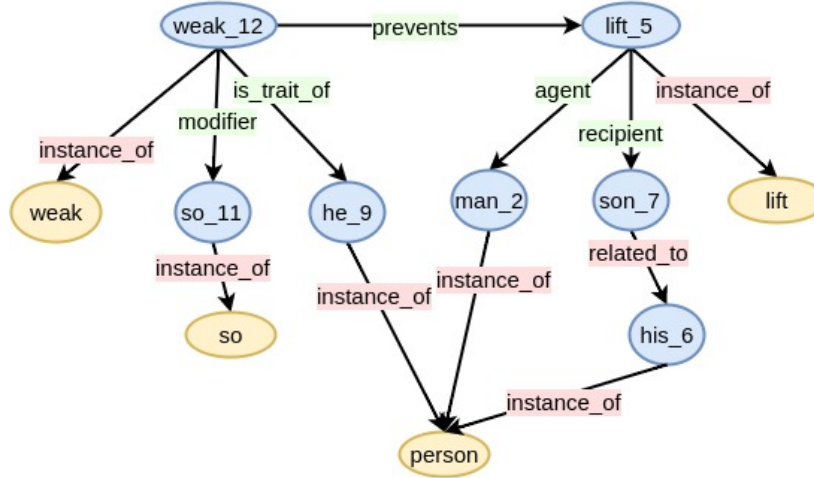 weak_12 prevents lift_5
is_trait_of agent instance_of
modifier recipient
instance_of
weak so_11 he_9 man_2 son_7 lift
related_to
instance_of instance_of instance_of
so his_6
instance_of
person